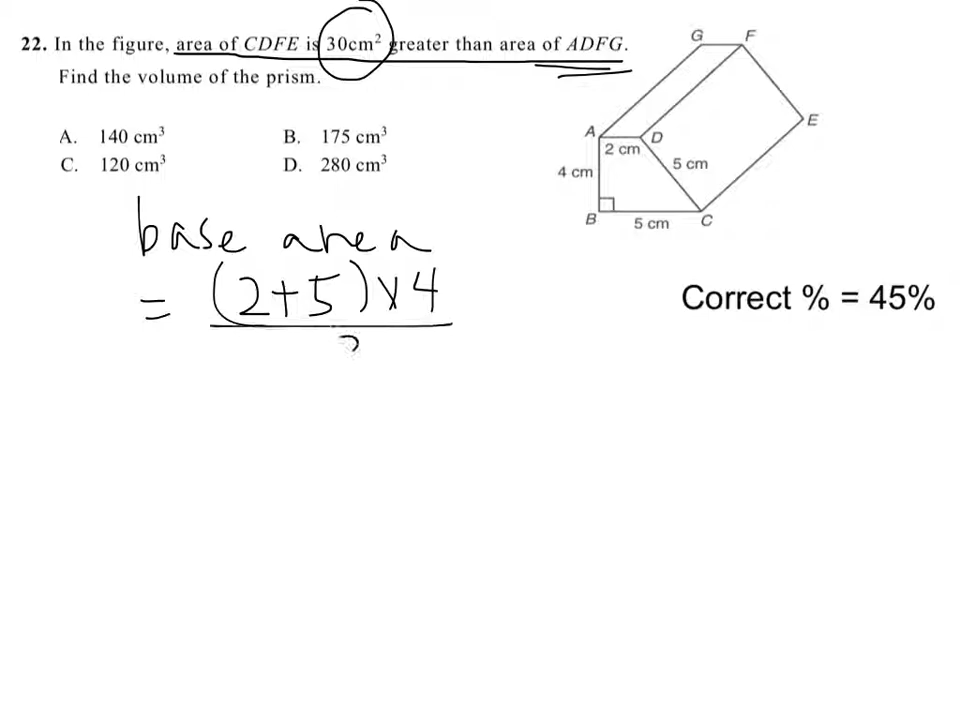 22. In the figure, area of CDFE is 30cm² greater than area of ADFG.
Find the volume of the prism.
A. 140 cm³ B. 175 cm³
C. 120 cm³ D. 280 cm³
G F
E
A D
2 cm
4 cm 5 cm
B 5 cm C
base area
= (2+5)×4
2
Correct % = 45%